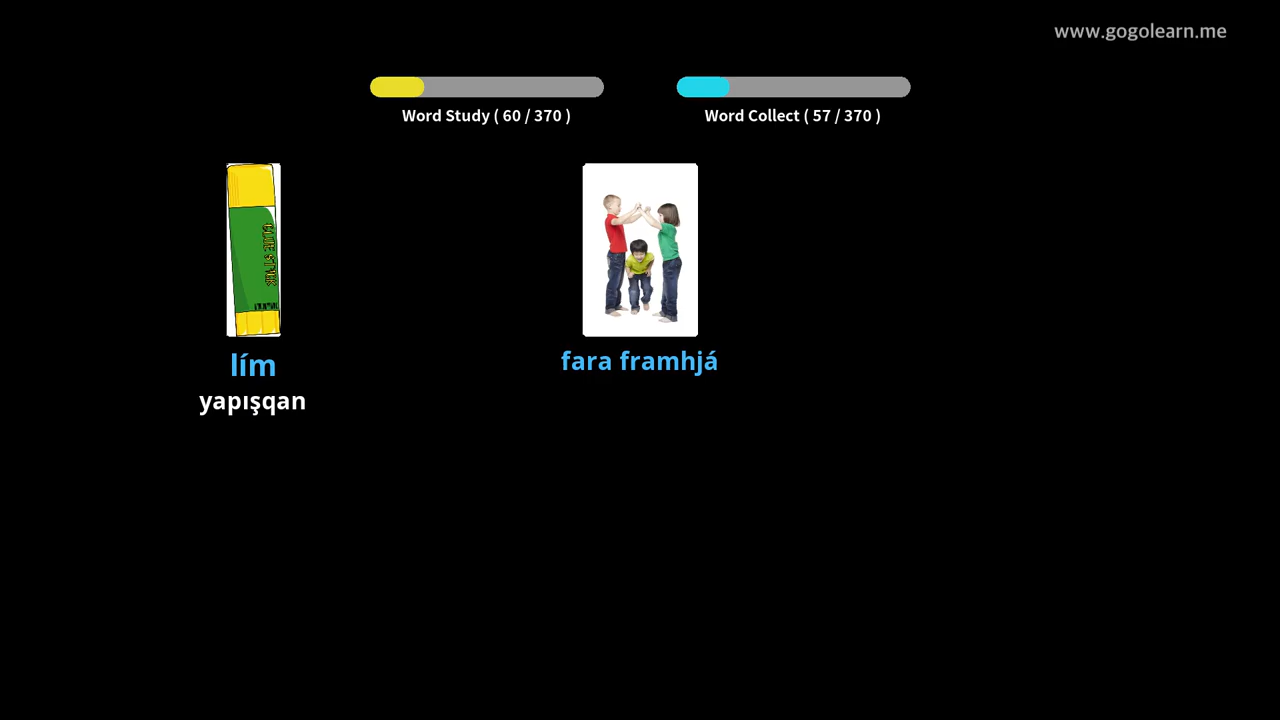 www.gogolearn.me
Word Study ( 60 / 370 )
Word Collect ( 57 / 370 )
lím
yapışqan
fara framhjá